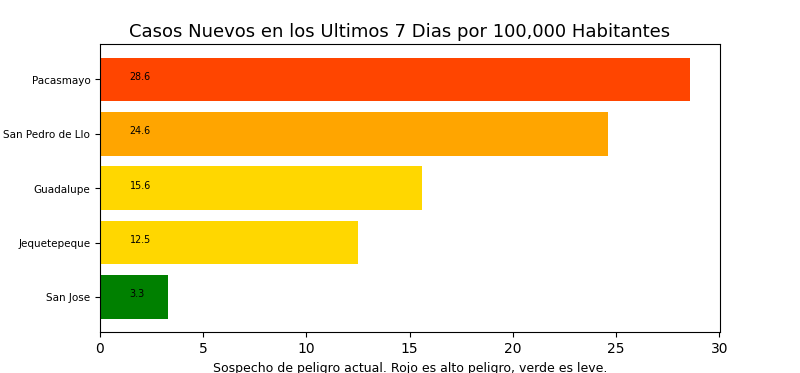 Casos Nuevos en los Ultimos 7 Dias por 100,000 Habitantes
Pacasmayo 28.6
San Pedro de Llo 24.6
Guadalupe 15.6
Jequetepeque 12.5
San Jose 3.3
0 5 10 15 20 25 30
Sospecho de peligro actual. Rojo es alto peligro, verde es leve.